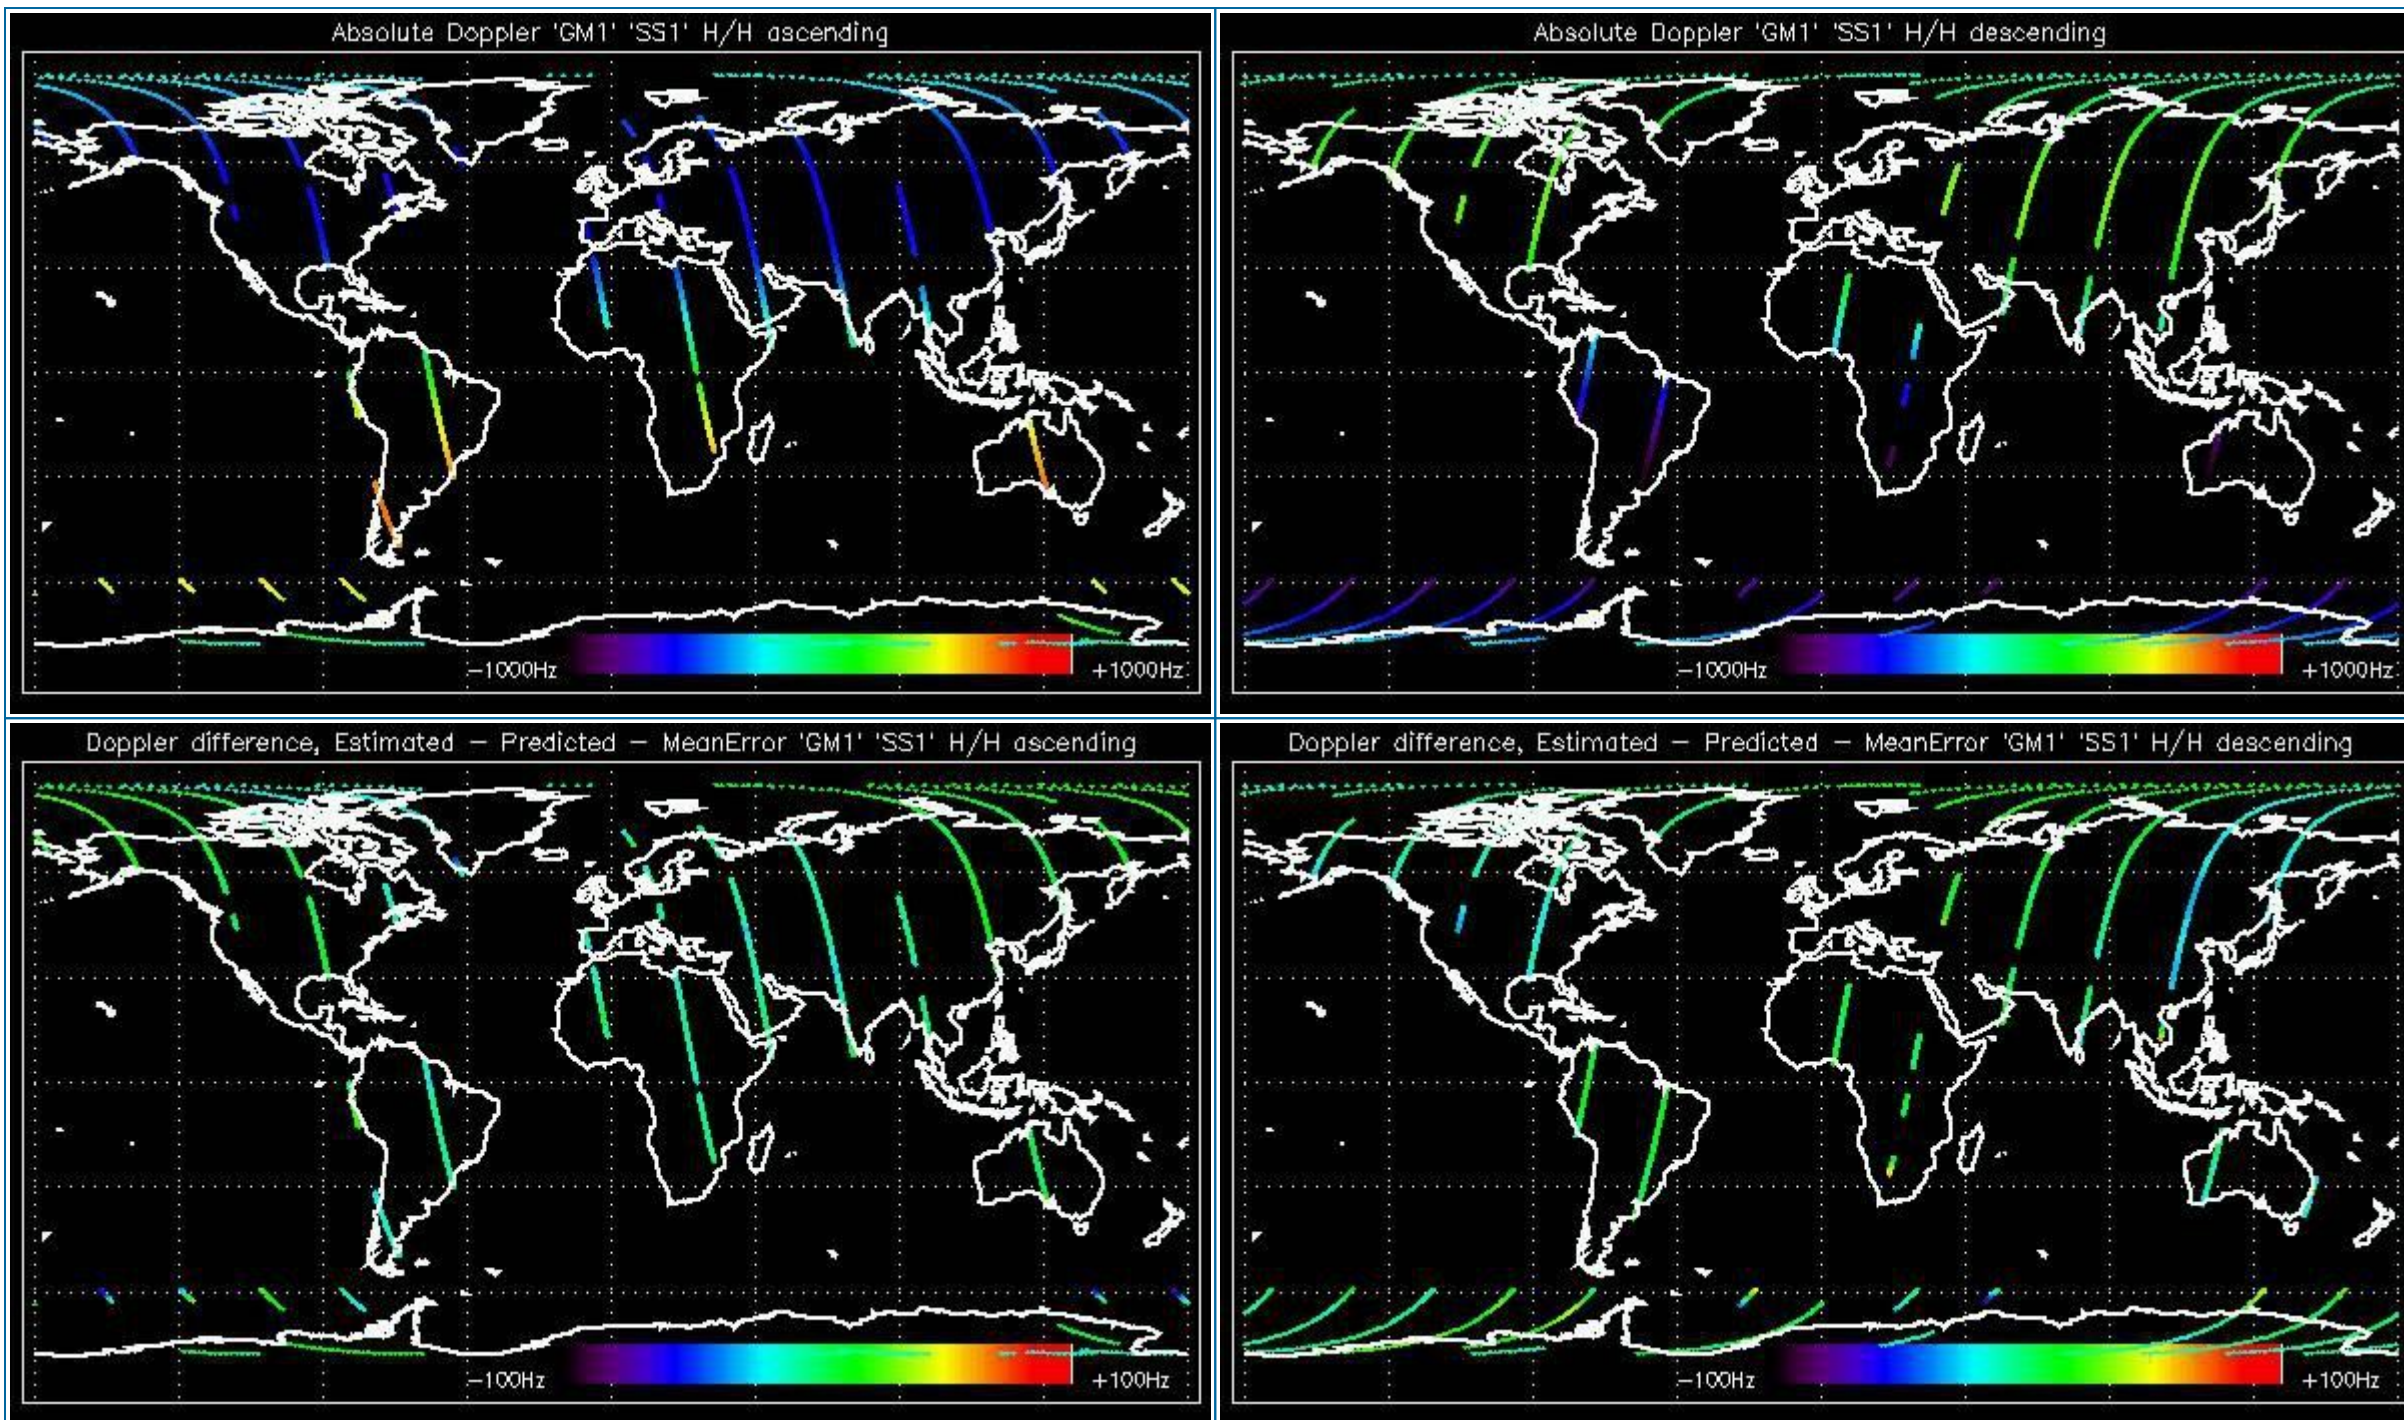 Absolute Doppler 'GM1' 'SS1' H/H ascending
-1000Hz
+1000Hz
Absolute Doppler 'GM1' 'SS1' H/H descending
-1000Hz
+1000Hz
Doppler difference, Estimated - Predicted - MeanError 'GM1' 'SS1' H/H ascending
-100Hz
+100Hz
Doppler difference, Estimated - Predicted - MeanError 'GM1' 'SS1' H/H descending
-100Hz
+100Hz